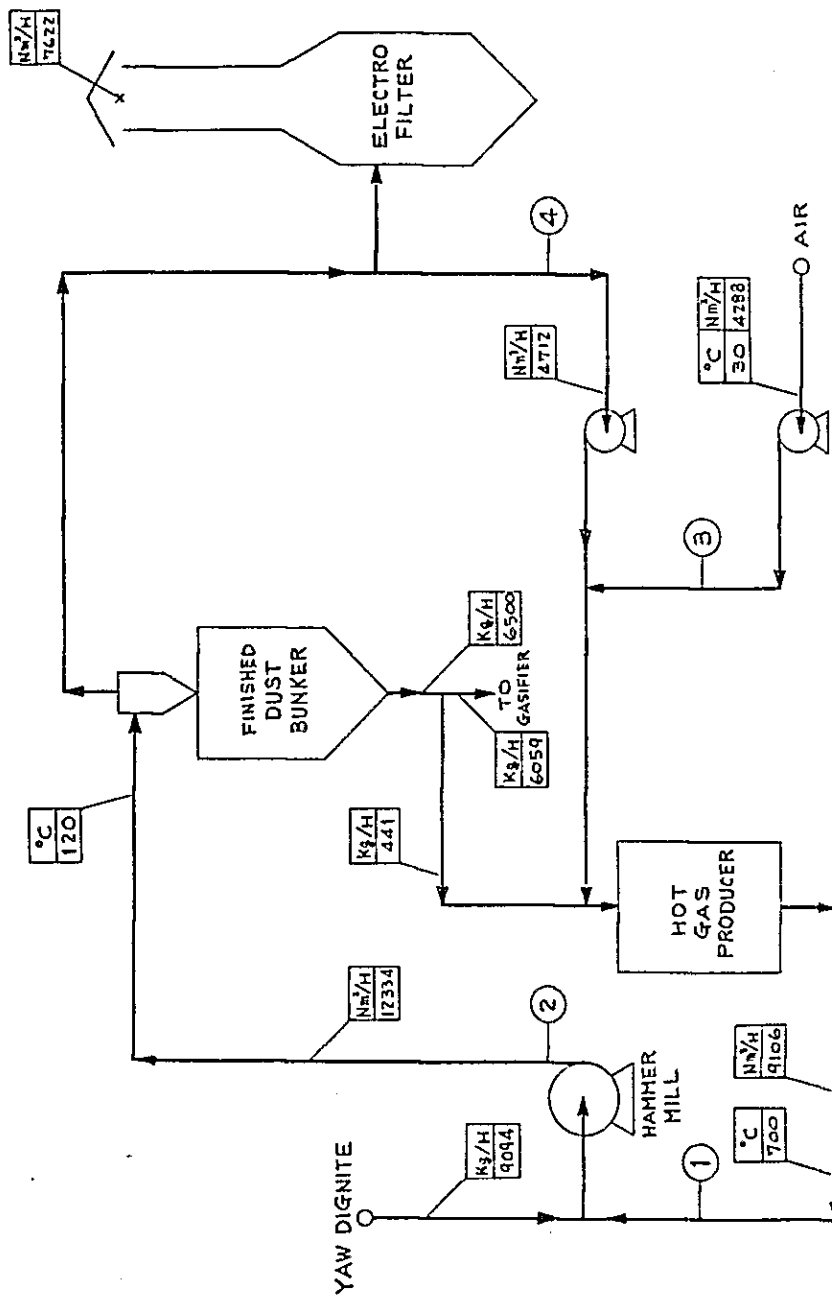 Nm³/H
7622
ELECTRO
FILTER
4
Nm³/H
4712
°C Nm³/H
30 4288
AIR
3
FINISHED
DUST
BUNKER
Kg/H
6500
TO
GASIFIER
Kg/H
6059
°C
120
Kg/H
441
HOT
GAS
PRODUCER
Nm³/H
12334
2
HAMMER
MILL
Nm³/H
9106
°C
700
1
Kg/H
9094
YAW DIGNITE